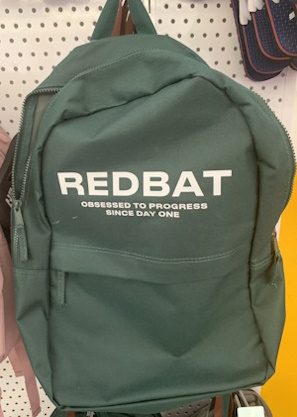 REDBAT
OBSESSED TO PROGRESS
SINCE DAY ONE